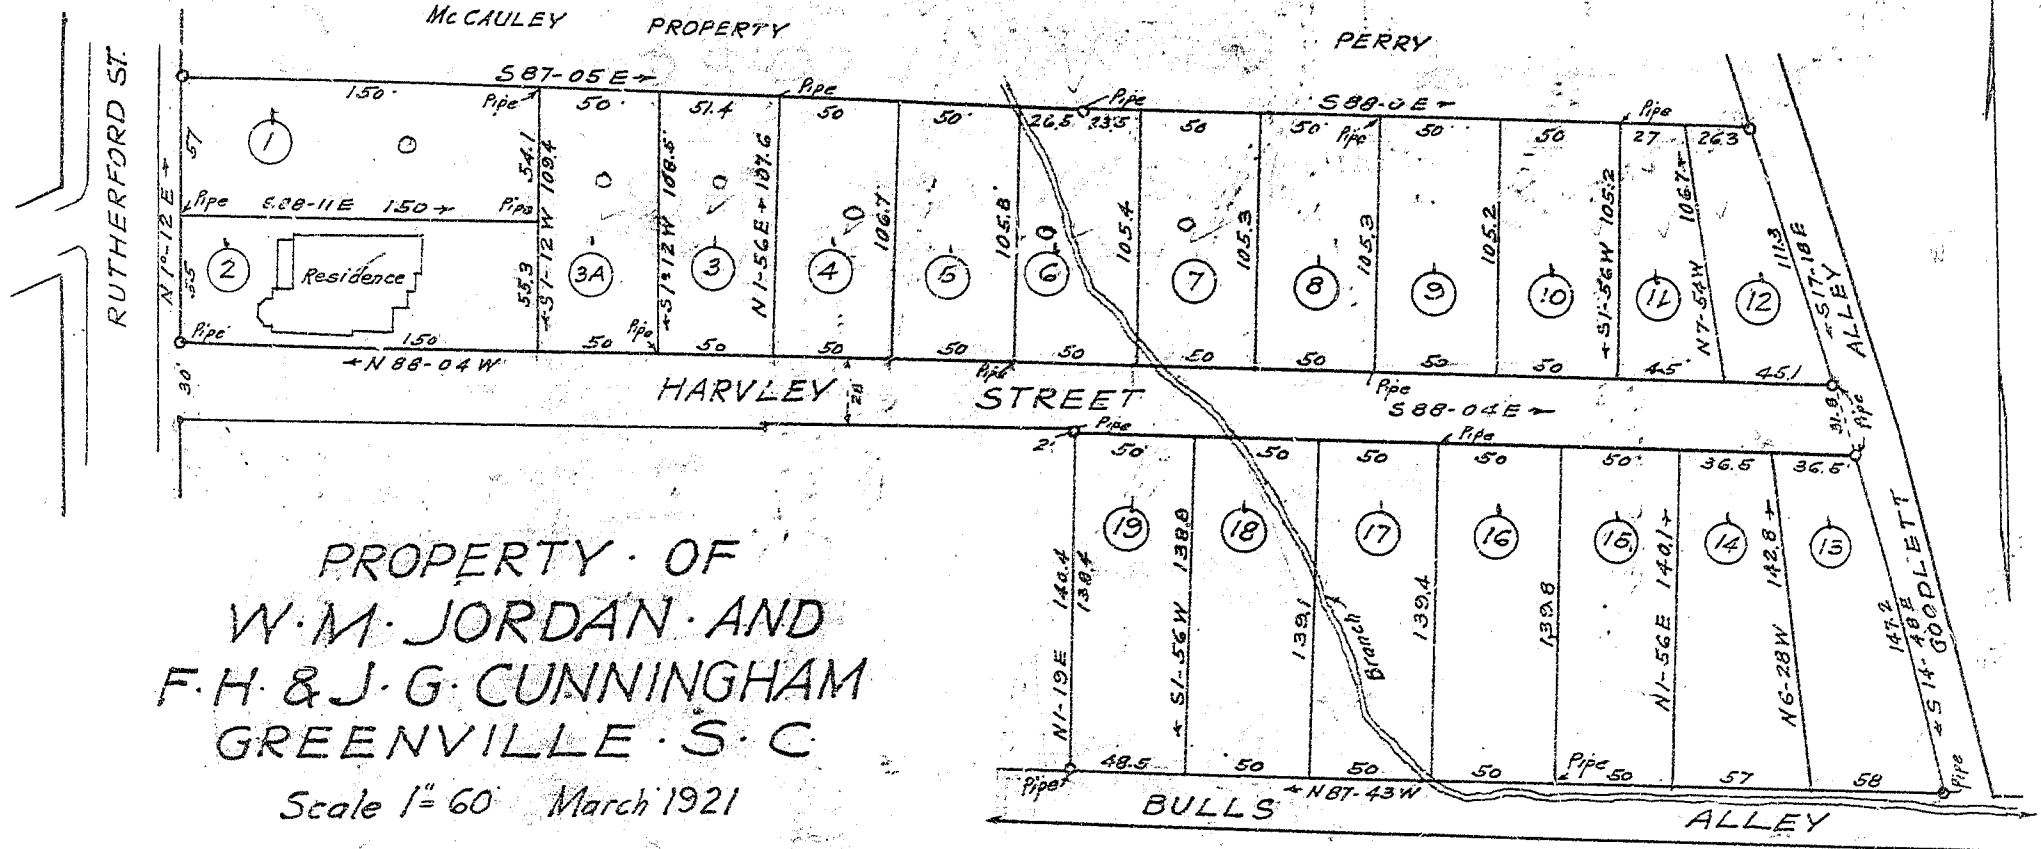 McCAULEY PROPERTY PERRY
RUTHERFORD ST.
S 87-05 E
S 88-0 E
150 Pipe 50 51.4 Pipe 50 50 26.5 23.5 Pipe 50 50 Pipe 50 50 Pipe 27 26.3
N 1°-12 E
57
1
54.1
S 1-12 W 109.4
S 1°-12 W 108.5
N 1-56 E 107.6
106.7
105.8
105.4
105.3
105.3
105.2
S 1-56 W 105.2
N 7-54 W 106.7
111.3
S 17-18 E
ALLEY
Pipe S.88-11 E 150 Pipe
55
2
Residence
55.3
3A 3 4 5 6 7 8 9 10 11 12
Pipe 150 50 Pipe 50 50 50 Pipe 50 50 50 Pipe 50 50 45 45.1
N 88-04 W
30'
HARVLEY STREET
28
S 88-04 E
31.8
Pipe
Pipe
2' Pipe 50 50 50 Pipe 50 50 36.5 36.5
19 18 17 16 15 14 13
N 1-19 E 140.4
138.4
S 1-56 W 138.8
139.1
139.4
139.8
N 1-56 E 140.1
N 6-28 W 142.8
147.2
S 14-48 E
GOODLETT
Branch
Pipe 48.5 50 50 50 Pipe 50 57 58 Pipe
N 87-43 W
BULLS ALLEY
PROPERTY · OF
W · M · JORDAN · AND
F · H · & J · G · CUNNINGHAM
GREENVILLE · S · C
Scale 1" = 60' March 1921